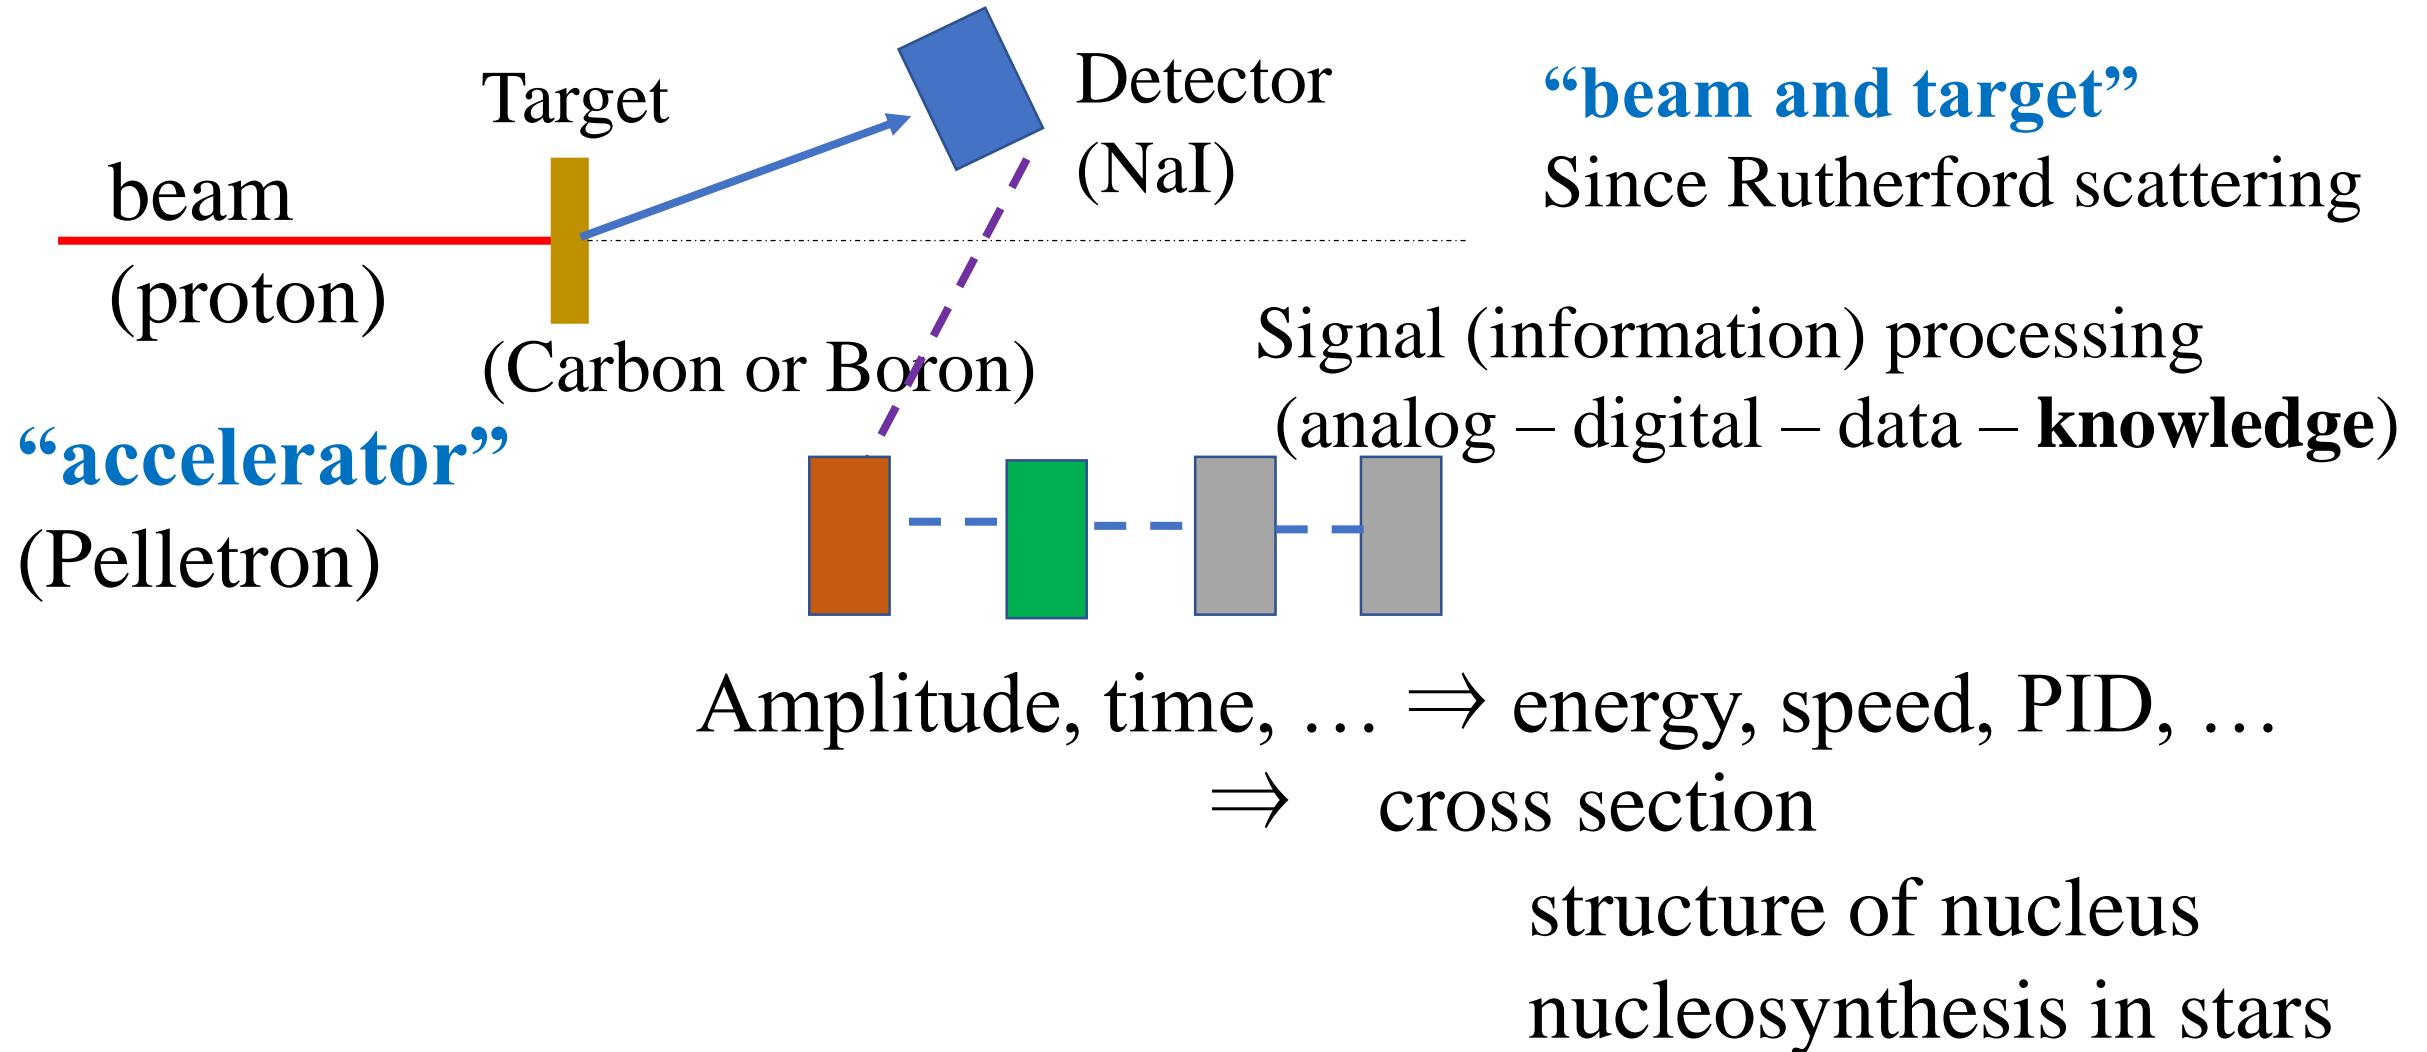 Target
beam
(proton)
(Carbon or Boron)
“accelerator”
(Pelletron)
Detector
(NaI)
“beam and target”
Since Rutherford scattering
Signal (information) processing
(analog – digital – data – knowledge)
Amplitude, time, … ⇒ energy, speed, PID, …
⇒ cross section
structure of nucleus
nucleosynthesis in stars